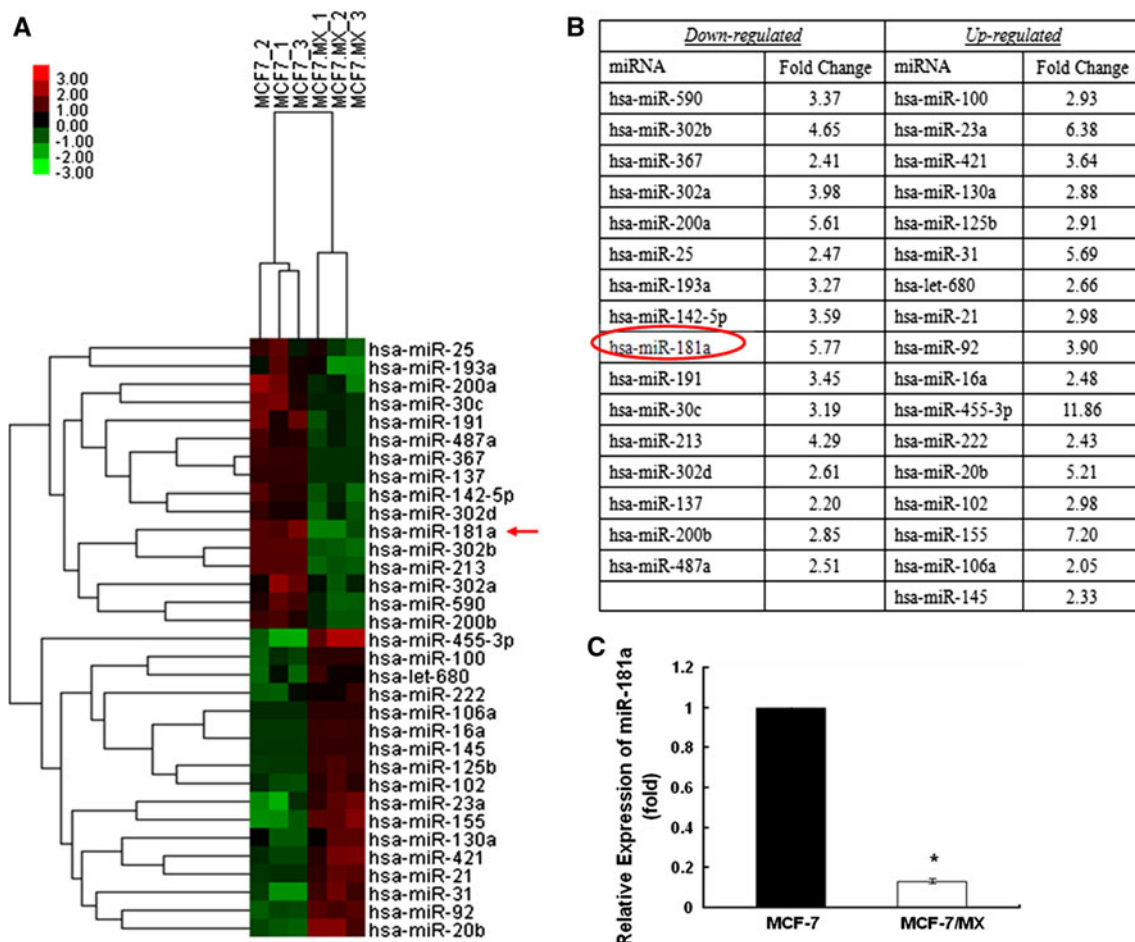 A
MCF7_2
MCF7_1
MCF7_3
MCF7.MX_1
MCF7.MX_2
MCF7.MX_3
3.00
2.00
1.00
0.00
-1.00
-2.00
-3.00
hsa-miR-25
hsa-miR-193a
hsa-miR-200a
hsa-miR-30c
hsa-miR-191
hsa-miR-487a
hsa-miR-367
hsa-miR-137
hsa-miR-142-5p
hsa-miR-302d
hsa-miR-181a
hsa-miR-302b
hsa-miR-213
hsa-miR-302a
hsa-miR-590
hsa-miR-200b
hsa-miR-455-3p
hsa-miR-100
hsa-let-680
hsa-miR-222
hsa-miR-106a
hsa-miR-16a
hsa-miR-145
hsa-miR-125b
hsa-miR-102
hsa-miR-23a
hsa-miR-155
hsa-miR-130a
hsa-miR-421
hsa-miR-21
hsa-miR-31
hsa-miR-92
hsa-miR-20b
B
Down-regulated Up-regulated
miRNA Fold Change miRNA Fold Change
hsa-miR-590 3.37 hsa-miR-100 2.93
hsa-miR-302b 4.65 hsa-miR-23a 6.38
hsa-miR-367 2.41 hsa-miR-421 3.64
hsa-miR-302a 3.98 hsa-miR-130a 2.88
hsa-miR-200a 5.61 hsa-miR-125b 2.91
hsa-miR-25 2.47 hsa-miR-31 5.69
hsa-miR-193a 3.27 hsa-let-680 2.66
hsa-miR-142-5p 3.59 hsa-miR-21 2.98
hsa-miR-181a 5.77 hsa-miR-92 3.90
hsa-miR-191 3.45 hsa-miR-16a 2.48
hsa-miR-30c 3.19 hsa-miR-455-3p 11.86
hsa-miR-213 4.29 hsa-miR-222 2.43
hsa-miR-302d 2.61 hsa-miR-20b 5.21
hsa-miR-137 2.20 hsa-miR-102 2.98
hsa-miR-200b 2.85 hsa-miR-155 7.20
hsa-miR-487a 2.51 hsa-miR-106a 2.05
hsa-miR-145 2.33
C
Relative Expression of miR-181a
(fold)
1.2
1
0.8
0.6
0.4
0.2
0
*
MCF-7 MCF-7/MX